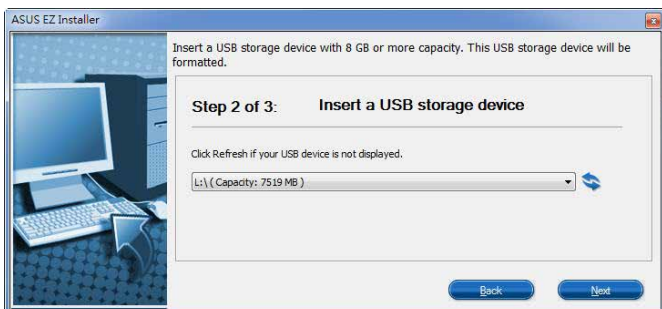 ASUS EZ Installer
Insert a USB storage device with 8 GB or more capacity. This USB storage device will be
formatted.
Step 2 of 3: Insert a USB storage device
Click Refresh if your USB device is not displayed.
L:\ ( Capacity: 7519 MB )
Back Next